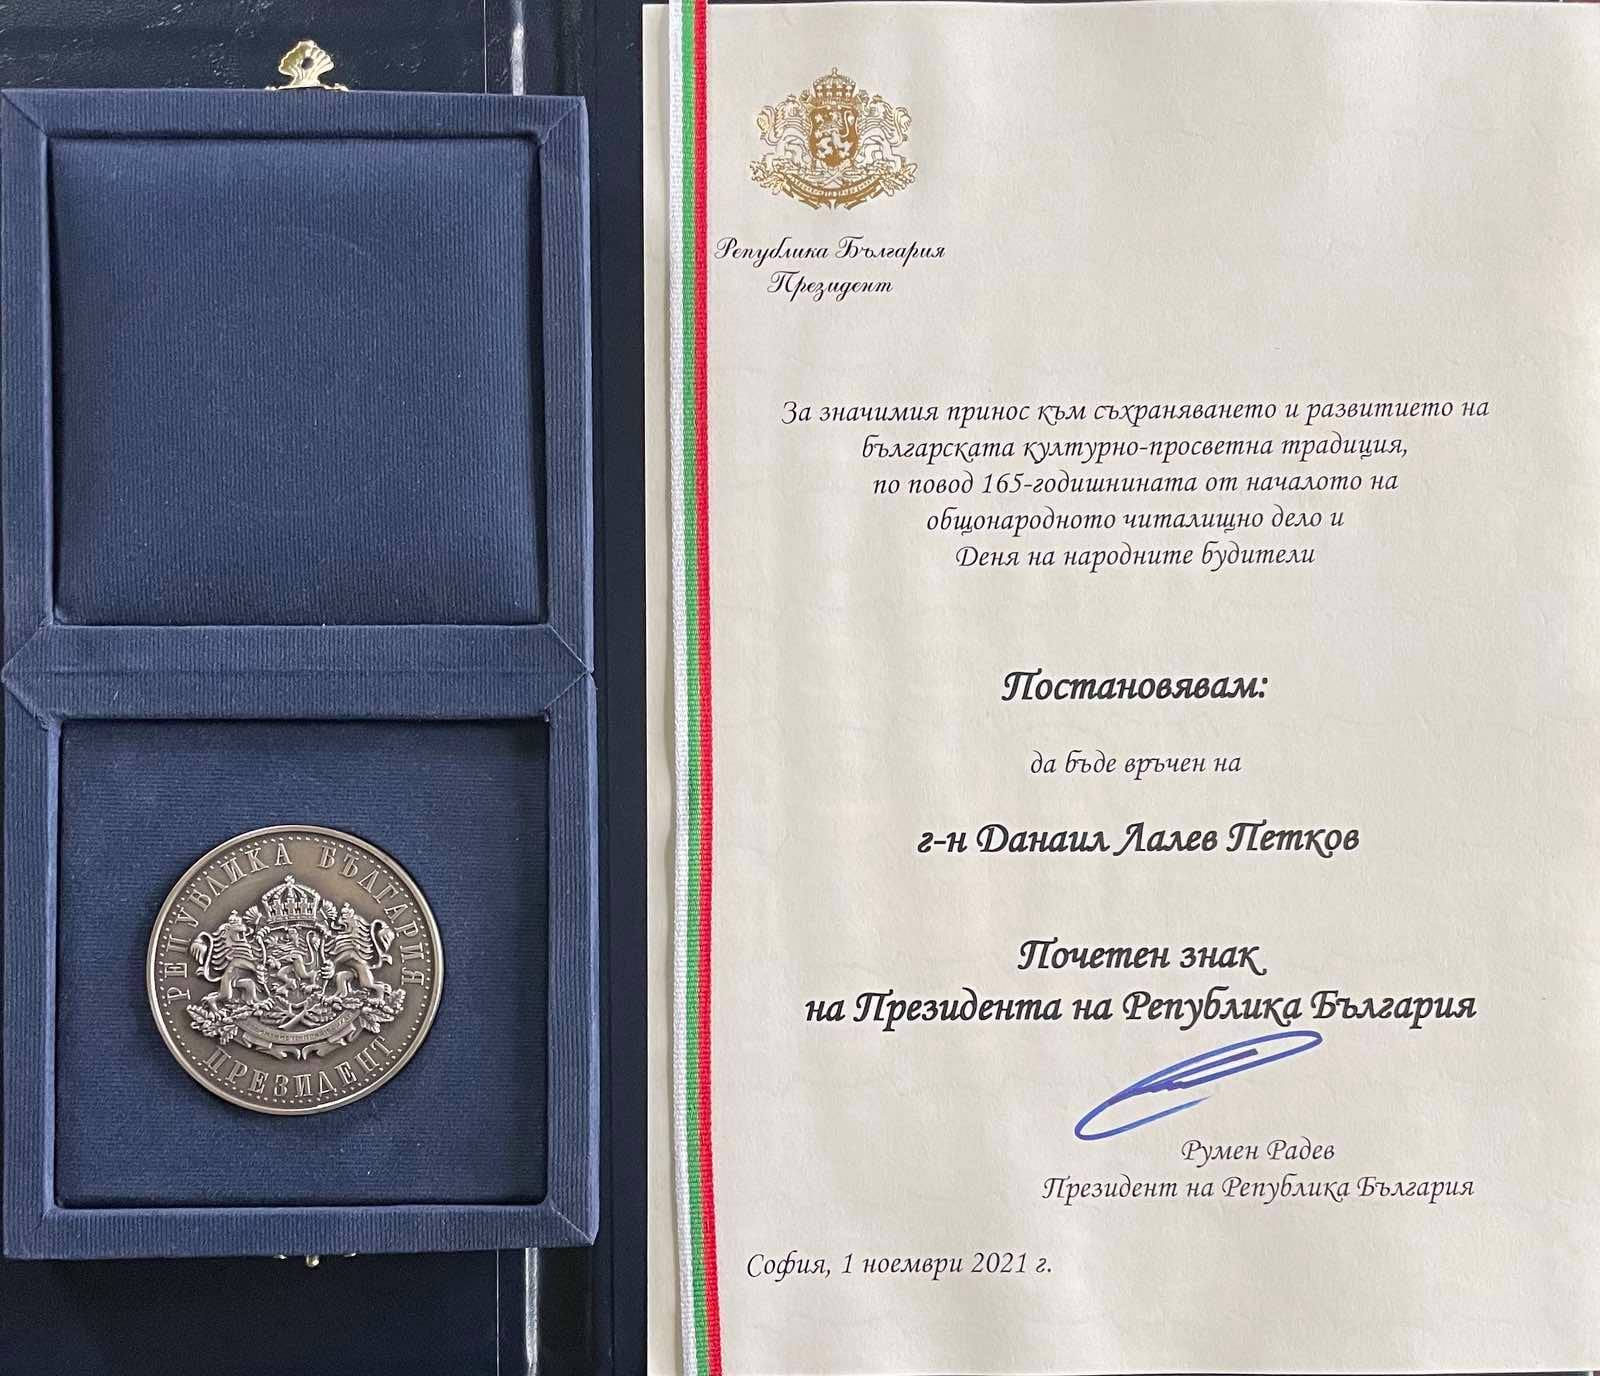 РЕПУБЛИКА БЪЛГАРИЯ
ПРЕЗИДЕНТ
Република България
Президент
За значимия принос към съхраняването и развитието на
българската културно-просветна традиция,
по повод 165-годишнината от началото на
общонародното читалищно дело и
Деня на народните будители
Постановявам:
да бъде връчен на
г-н Данаил Лалев Петков
Почетен знак
на Президента на Република България
Румен Радев
Президент на Република България
София, 1 ноември 2021 г.